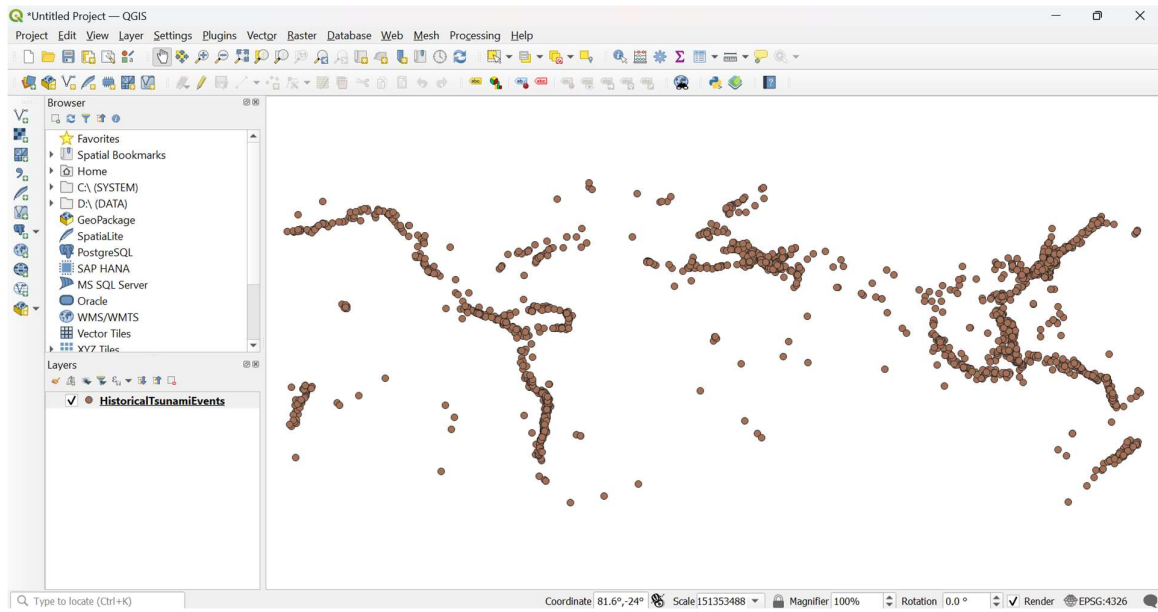 *Untitled Project — QGIS
Project Edit View Layer Settings Plugins Vector Raster Database Web Mesh Processing Help
Browser
Favorites
Spatial Bookmarks
Home
C:\ (SYSTEM)
D:\ (DATA)
GeoPackage
SpatiaLite
PostgreSQL
SAP HANA
MS SQL Server
Oracle
WMS/WMTS
Vector Tiles
XYZ Tiles
Layers
HistoricalTsunamiEvents
Type to locate (Ctrl+K) Coordinate 81.6°,-24° Scale 151353488 Magnifier 100% Rotation 0.0 ° Render EPSG:4326